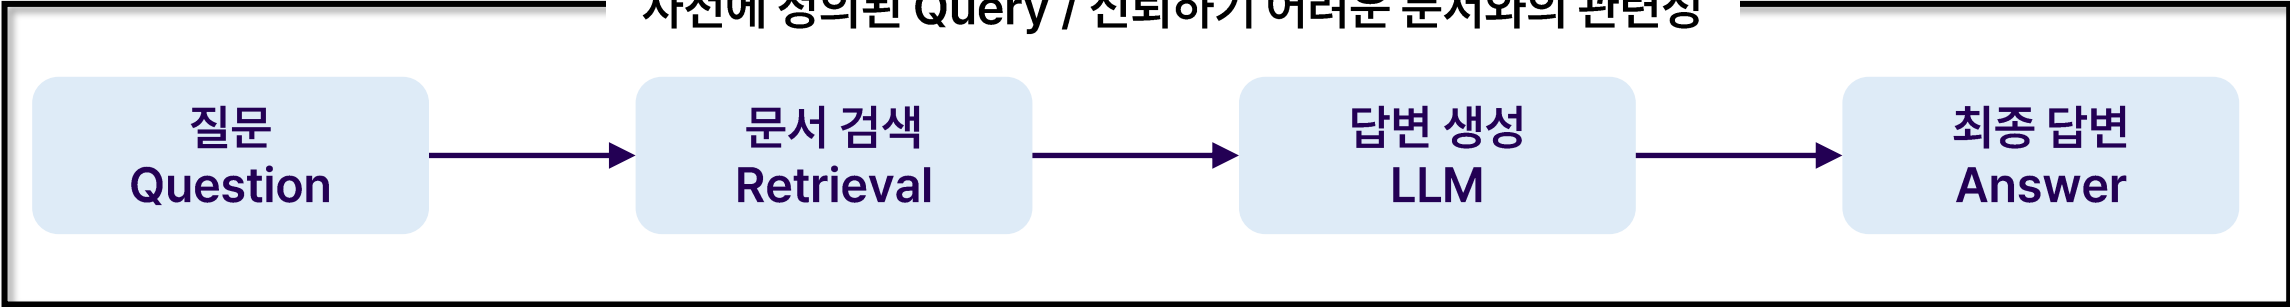 사전에 정의된 Query / 신뢰하기 어려운 문서와의 관련성
질문
Question
문서 검색
Retrieval
답변 생성
LLM
최종 답변
Answer